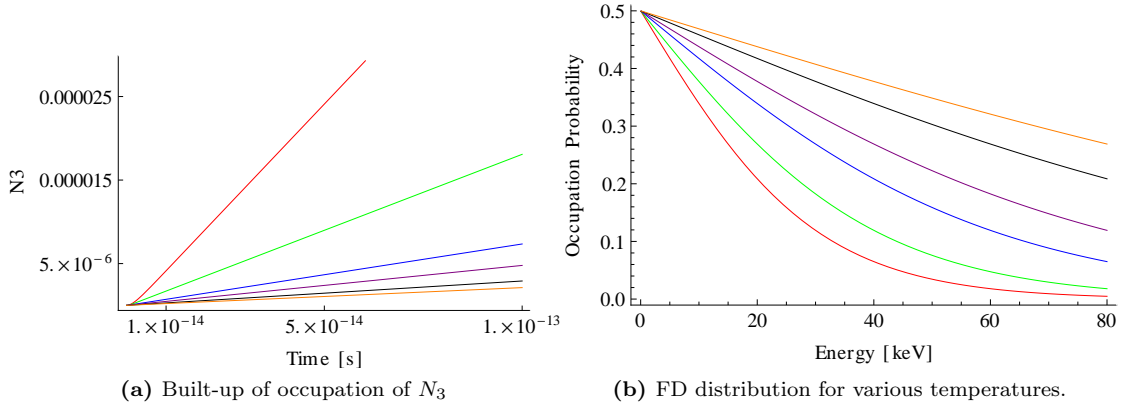 N3
0.000025
0.000015
5.×10⁻⁶
1.×10⁻¹⁴
5.×10⁻¹⁴
1.×10⁻¹³
Time [s]
(a) Built-up of occupation of N₃
Occupation Probability
0.5
0.4
0.3
0.2
0.1
0.0
0
20
40
60
80
Energy [keV]
(b) FD distribution for various temperatures.